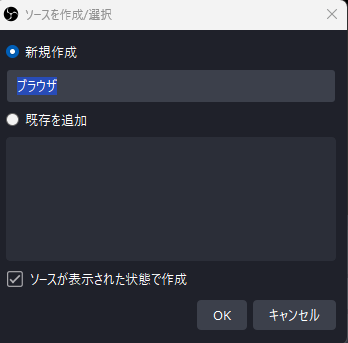 ソースを作成/選択
新規作成
ブラウザ
既存を追加
ソースが表示された状態で作成
OK
キャンセル